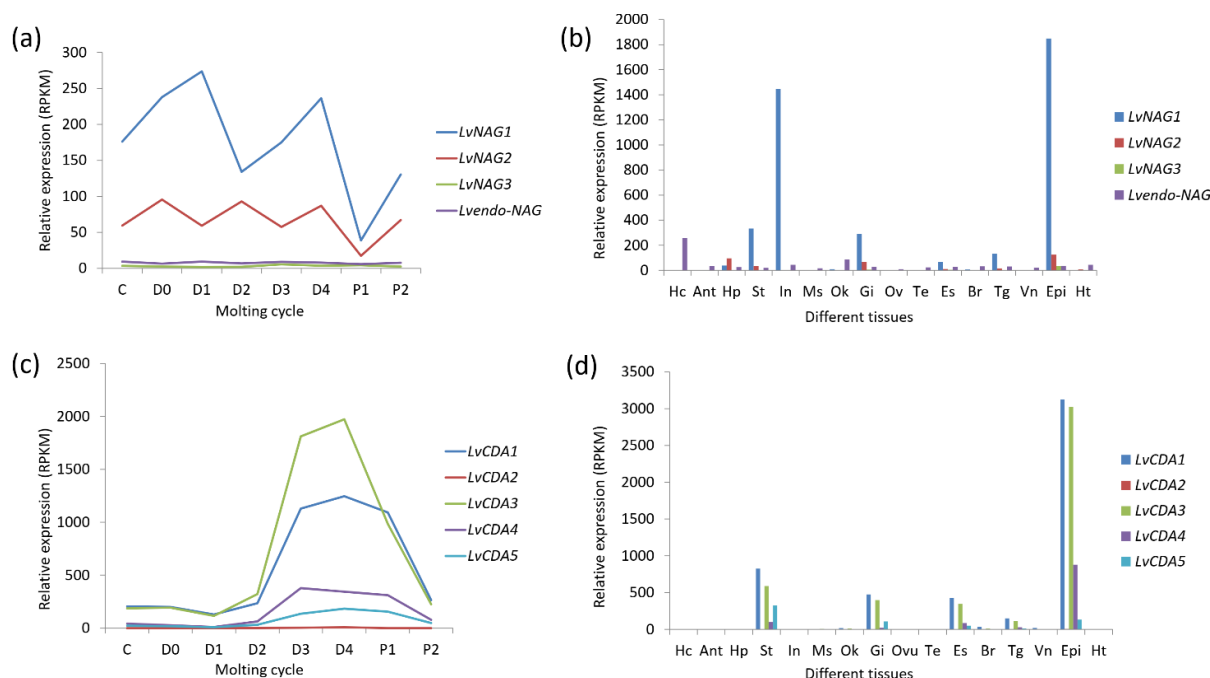 (a)
Relative expression (RPKM)
300
250
200
150
100
50
0
C D0 D1 D2 D3 D4 P1 P2
Molting cycle
LvNAG1
LvNAG2
LvNAG3
Lvendo-NAG
(b)
Relative expression (RPKM)
2000
1800
1600
1400
1200
1000
800
600
400
200
0
Hc Ant Hp St In Ms Ok Gi Ov Te Es Br Tg Vn Epi Ht
Different tissues
LvNAG1
LvNAG2
LvNAG3
Lvendo-NAG
(c)
Relative expression (RPKM)
2500
2000
1500
1000
500
0
C D0 D1 D2 D3 D4 P1 P2
Molting cycle
LvCDA1
LvCDA2
LvCDA3
LvCDA4
LvCDA5
(d)
Relative expression (RPKM)
3500
3000
2500
2000
1500
1000
500
0
Hc Ant Hp St In Ms Ok Gi Ovu Te Es Br Tg Vn Epi Ht
Different tissues
LvCDA1
LvCDA2
LvCDA3
LvCDA4
LvCDA5